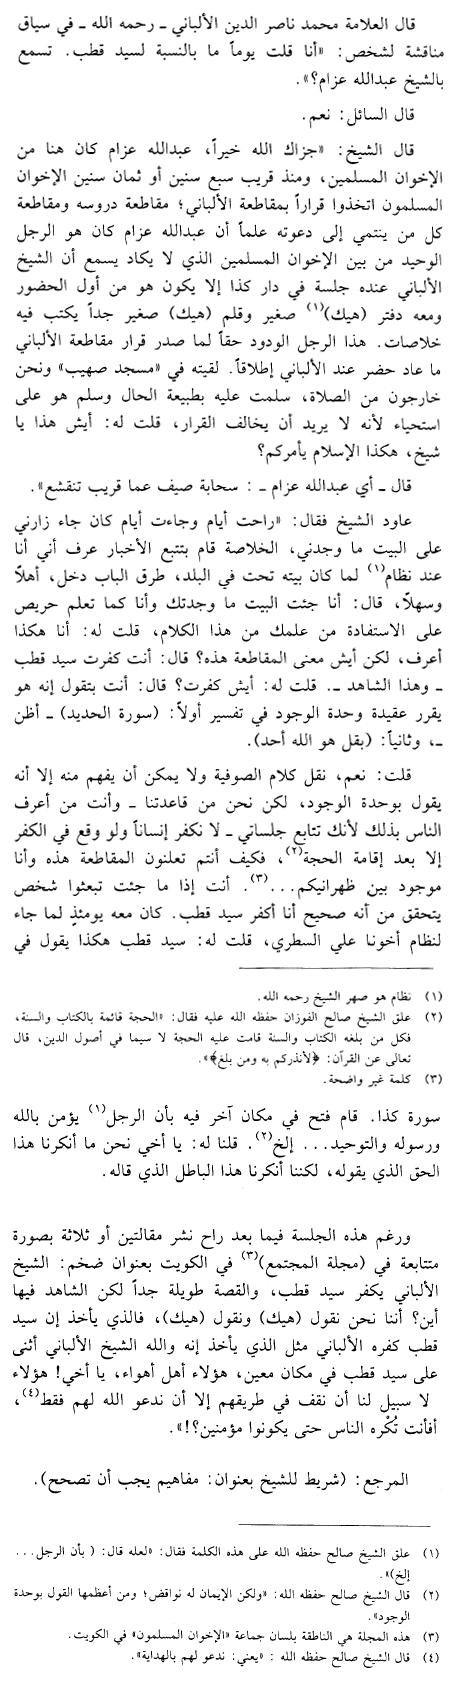 قال العلامة محمد ناصر الدين الألباني ـ رحمه الله ـ في سياق
مناقشة لشخص: «أنا قلت يوماً ما بالنسبة لسيد قطب. تسمع
بالشيخ عبدالله عزام؟».
قال السائل: نعم.
قال الشيخ: «جزاك الله خيراً، عبدالله عزام كان هنا من
الإخوان المسلمين، ومنذ قريب سبع سنين أو ثمان سنين الإخوان
المسلمون اتخذوا قراراً بمقاطعة الألباني؛ مقاطعة دروسه ومقاطعة
كل من ينتمي إلى دعوته علماً أن عبدالله عزام كان هو الرجل
الوحيد من بين الإخوان المسلمين الذي لا يكاد يسمع أن الشيخ
الألباني عنده جلسة في دار كذا إلا يكون هو من أول الحضور
ومعه دفتر (هيك)(١) صغير وقلم (هيك) صغير جداً يكتب فيه
خلاصات. هذا الرجل الودود حقاً لما صدر قرار مقاطعة الألباني
ما عاد حضر عند الألباني إطلاقاً. لقيته في «مسجد صهيب» ونحن
خارجون من الصلاة، سلمت عليه بطبيعة الحال وسلم هو على
استحياء لأنه لا يريد أن يخالف القرار، قلت له: أيش هذا يا
شيخ، هكذا الإسلام يأمركم؟
قال ـ أي عبدالله عزام ـ : سحابة صيف عما قريب تنقشع».
عاود الشيخ فقال: «راحت أيام وجاءت أيام كان جاء زارني
على البيت ما وجدني، الخلاصة قام بتتبع الأخبار عرف أني أنا
عند نظام(١) لما كان بيته تحت في البلد، طرق الباب دخل، أهلاً
وسهلاً، قال: أنا جئت البيت ما وجدتك وأنا كما تعلم حريص
على الاستفادة من علمك من هذا الكلام، قلت له: أنا هكذا
أعرف، لكن أيش معنى المقاطعة هذه؟ قال: أنت كفرت سيد قطب
ـ وهذا الشاهد ـ. قلت له: أيش كفرت؟ قال: أنت بتقول إنه هو
يقرر عقيدة وحدة الوجود في تفسير أولاً: (سورة الحديد) ـ أظن
ـ، وثانياً: (بقل هو الله أحد).
قلت: نعم، نقل كلام الصوفية ولا يمكن أن يفهم منه إلا أنه
يقول بوحدة الوجود، لكن نحن من قاعدتنا ـ وأنت من أعرف
الناس بذلك لأنك تتابع جلساتي ـ لا نكفر إنساناً ولو وقع في الكفر
إلا بعد إقامة الحجة(٢)، فكيف أنتم تعلنون المقاطعة هذه وأنا
موجود بين ظهرانيكم...(٣). أنت إذا ما جئت تبعثوا شخص
يتحقق من أنه صحيح أنا أكفر سيد قطب. كان معه يومئذٍ لما جاء
لنظام أخونا علي السطري، قلت له: سيد قطب هكذا يقول في
(١) نظام هو صهر الشيخ رحمه الله.
(٢) علق الشيخ صالح الفوزان حفظه الله عليه فقال: «الحجة قائمة بالكتاب والسنة،
فكل من بلغه الكتاب والسنة قامت عليه الحجة لا سيما في أصول الدين، قال
تعالى عن القرآن: ﴿لأنذركم به ومن بلغ﴾».
(٣) كلمة غير واضحة.
سورة كذا. قام فتح في مكان آخر فيه بأن الرجل(١) يؤمن بالله
ورسوله والتوحيد... إلخ(٢). قلنا له: يا أخي نحن ما أنكرنا هذا
الحق الذي يقوله، لكننا أنكرنا هذا الباطل الذي قاله.
ورغم هذه الجلسة فيما بعد راح نشر مقالتين أو ثلاثة بصورة
متتابعة في (مجلة المجتمع)(٣) في الكويت بعنوان ضخم: الشيخ
الألباني يكفر سيد قطب، والقصة طويلة جداً لكن الشاهد فيها
أين؟ أننا نحن نقول (هيك) ونقول (هيك)، فالذي يأخذ إن سيد
قطب كفره الألباني مثل الذي يأخذ إنه والله الشيخ الألباني أثنى
على سيد قطب في مكان معين، هؤلاء أهل أهواء، يا أخي! هؤلاء
لا سبيل لنا أن نقف في طريقهم إلا أن ندعو الله لهم فقط(٤)،
أفأنت تُكْره الناس حتى يكونوا مؤمنين؟!».
المرجع: (شريط للشيخ بعنوان: مفاهيم يجب أن تصحح).
(١) علق الشيخ صالح حفظه الله على هذه الكلمة فقال: «لعله قال: ( بأن الرجل...
إلخ)».
(٢) قال الشيخ صالح حفظه الله: «ولكن الإيمان له نواقض؛ ومن أعظمها القول بوحدة
الوجود».
(٣) هذه المجلة هي الناطقة بلسان جماعة «الإخوان المسلمون» في الكويت.
(٤) قال الشيخ صالح حفظه الله : «يعني: ندعو لهم بالهداية».